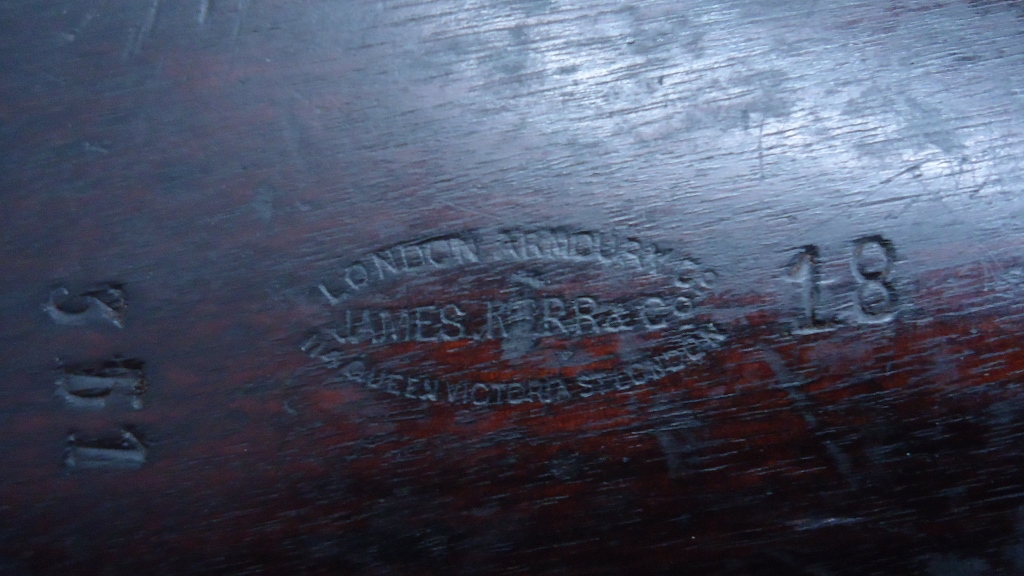 LONDON ARMOURY CO
JAMES KERR & CO
QUEEN VICTORIA ST LONDON
18